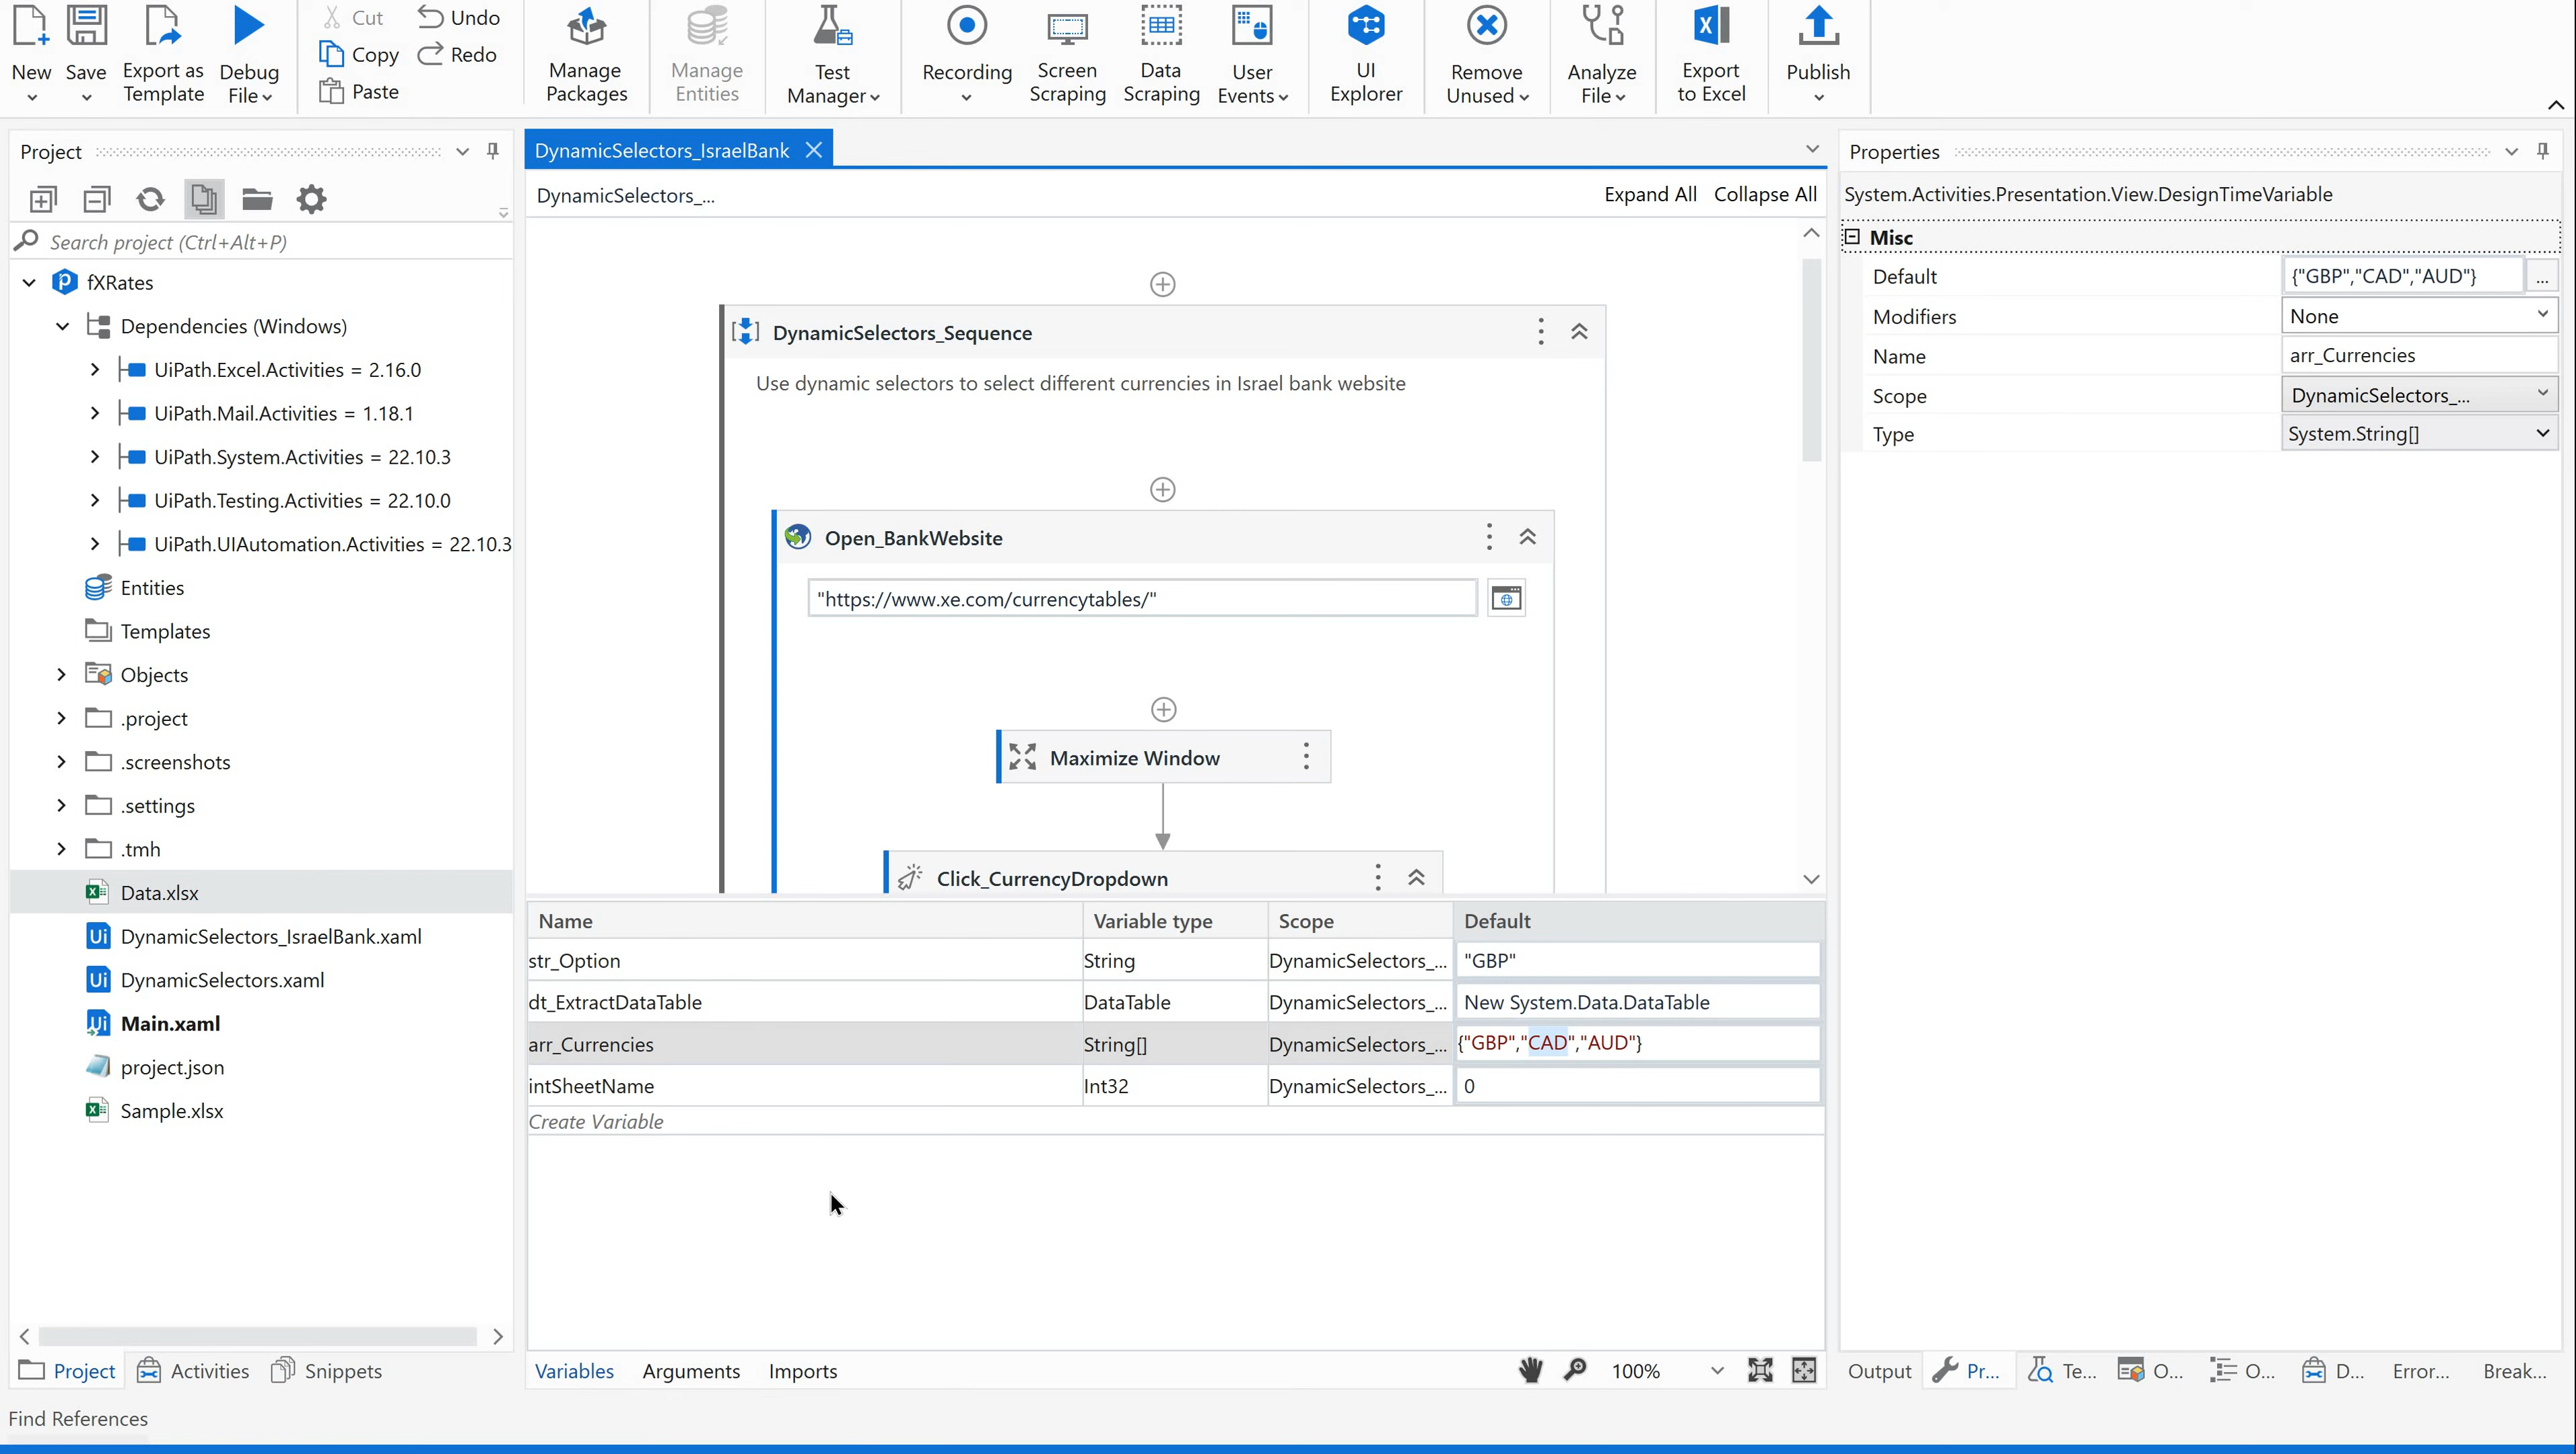 New
Save
Export as
Template
Debug
File
Cut
Copy
Paste
Undo
Redo
Manage
Packages
Manage
Entities
Test
Manager
Recording
Screen
Scraping
Data
Scraping
User
Events
UI
Explorer
Remove
Unused
Analyze
File
Export
to Excel
Publish
Project
Search project (Ctrl+Alt+P)
fXRates
Dependencies (Windows)
UiPath.Excel.Activities = 2.16.0
UiPath.Mail.Activities = 1.18.1
UiPath.System.Activities = 22.10.3
UiPath.Testing.Activities = 22.10.0
UiPath.UIAutomation.Activities = 22.10.3
Entities
Templates
Objects
.project
.screenshots
.settings
.tmh
Data.xlsx
DynamicSelectors_IsraelBank.xaml
DynamicSelectors.xaml
Main.xaml
project.json
Sample.xlsx
Project
Activities
Snippets
DynamicSelectors_IsraelBank
DynamicSelectors_...
Expand All Collapse All
DynamicSelectors_Sequence
Use dynamic selectors to select different currencies in Israel bank website
Open_BankWebsite
"https://www.xe.com/currencytables/"
Maximize Window
Click_CurrencyDropdown
Name Variable type Scope Default
str_Option String DynamicSelectors_... "GBP"
dt_ExtractDataTable DataTable DynamicSelectors_... New System.Data.DataTable
arr_Currencies String[] DynamicSelectors_... {"GBP","CAD","AUD"}
intSheetName Int32 DynamicSelectors_... 0
Create Variable
Variables Arguments Imports
100%
Properties
System.Activities.Presentation.View.DesignTimeVariable
Misc
Default {"GBP","CAD","AUD"} ...
Modifiers None
Name arr_Currencies
Scope DynamicSelectors_...
Type System.String[]
Output Pr... Te... O... O... D... Error... Break...
Find References